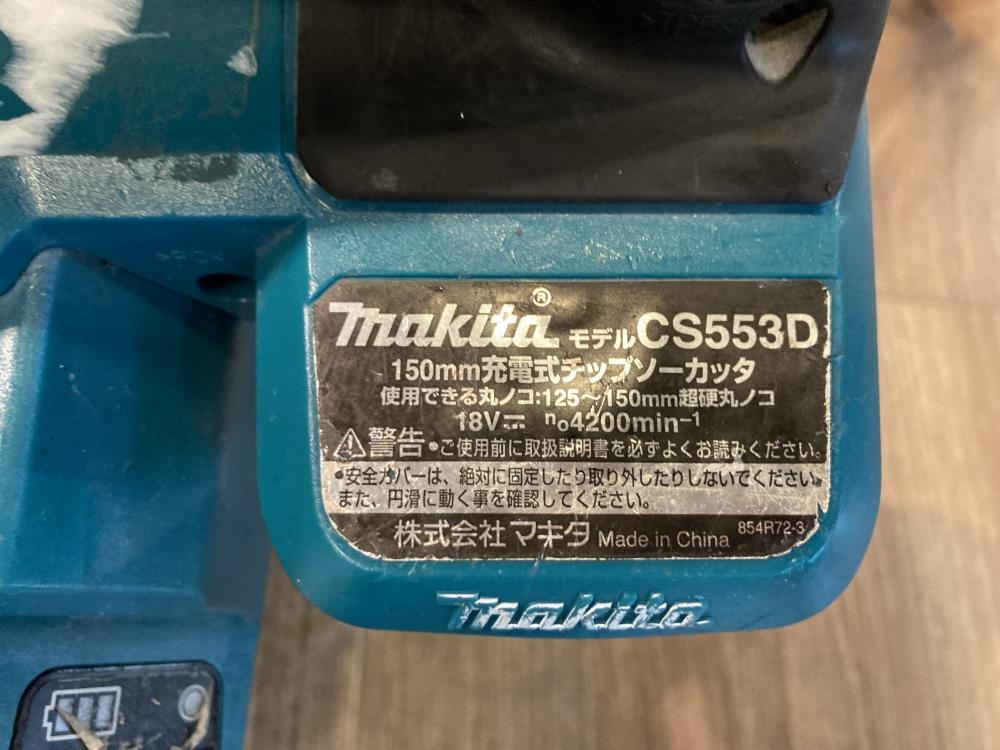 >TPE<
>PC<
makita® モデルCS553D
150mm充電式チップソーカッタ
使用できる丸ノコ:125~150mm超硬丸ノコ
18V⎓ n₀4200min⁻¹
⚠警告•ご使用前に取扱説明書を必ずよくお読みください。
•安全カバーは、絶対に固定したり取り外したりしないでください。
また、円滑に動く事を確認してください。
株式会社マキタ Made in China 854R72-3
makita